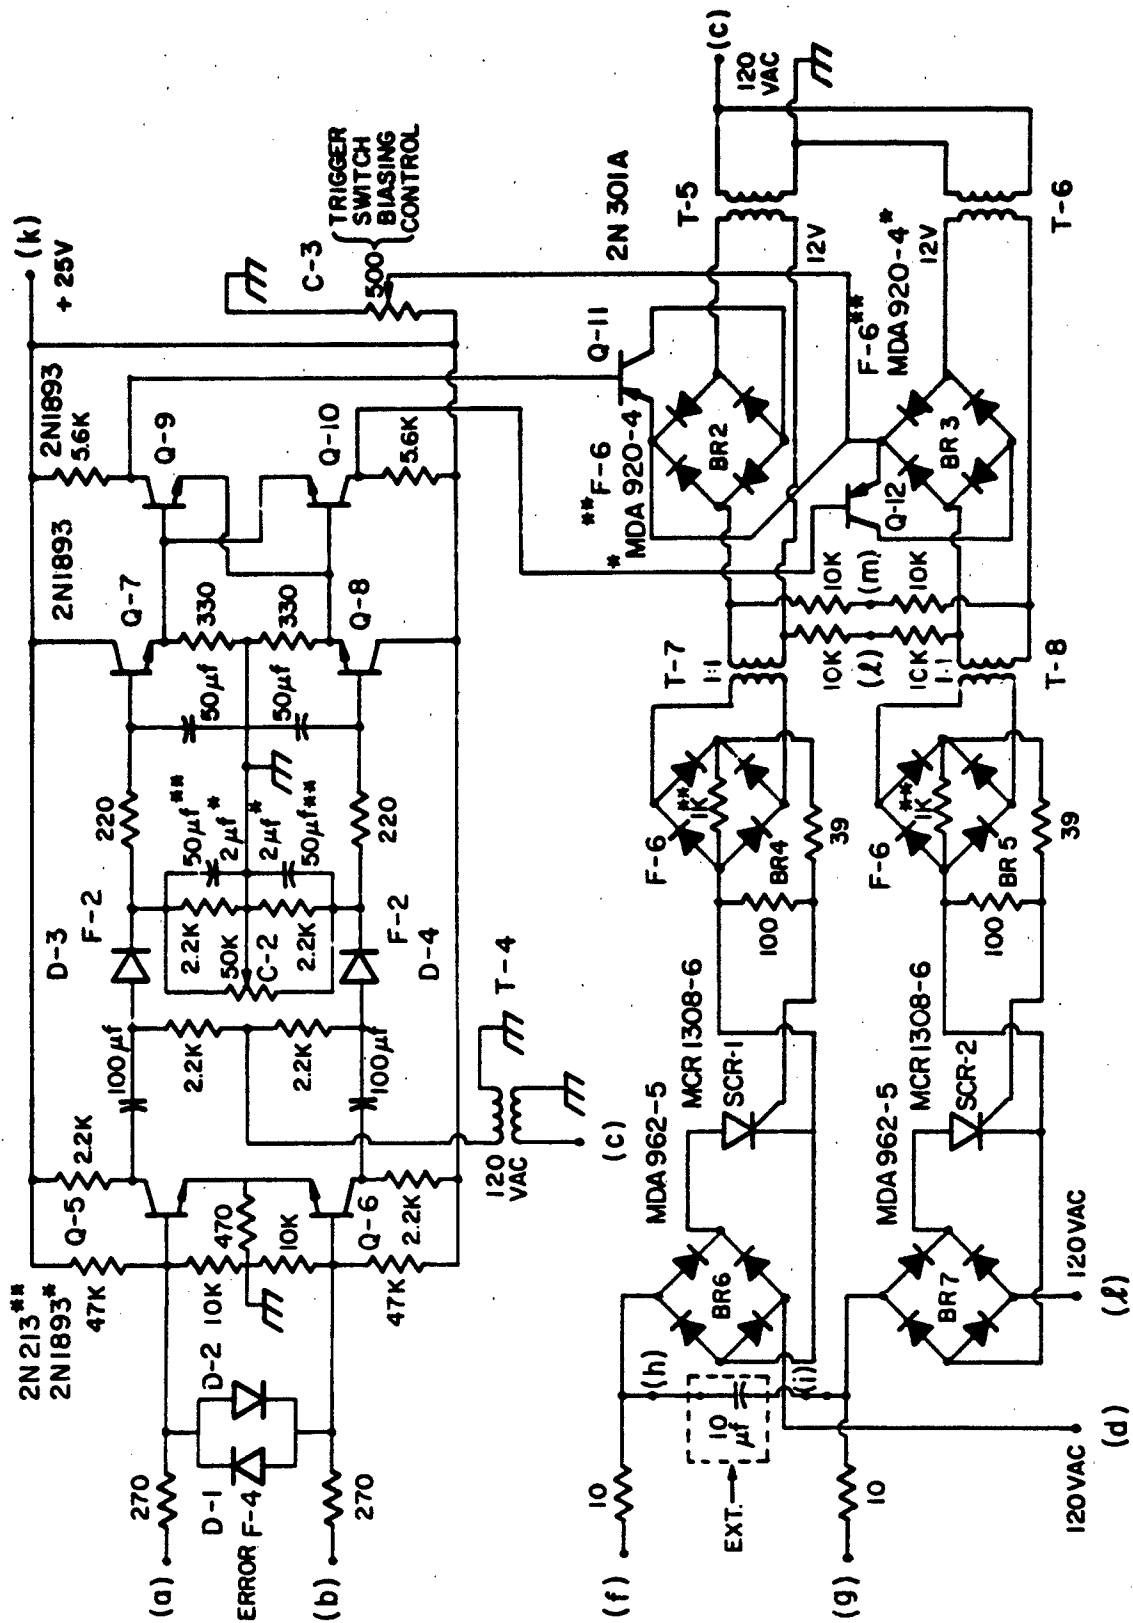 (a)
270
ERROR
D-1
F-4
D-2
(b)
270
2N213**
2N1893*
47K
Q-5
2.2K
10K
470
10K
Q-6
47K
2.2K
100μf
2.2K
2.2K
100μf
D-3
F-2
2.2K
50K
C-2
2.2K
F-2
D-4
220
50μf**
2μf*
2μf*
50μf**
220
50μf
50μf
2N1893
Q-7
330
330
Q-8
2N1893
5.6K
Q-9
Q-10
5.6K
(k)
+25V
C-3
500
TRIGGER
SWITCH
BIASING
CONTROL
T-4
120
VAC
(c)
2N301A
Q-11
**F-6
*MDA920-4
BR2
12V
T-5
(c)
120
VAC
F-6**
MDA920-4*
Q-12
BR3
12V
T-6
10K
(m)
10K
10K
(l)
10K
T-7
1:1
1:1
T-8
F-6
1K**
BR4
39
100
F-6
1K**
BR5
39
100
MDA962-5
MCR1308-6
SCR-1
BR6
MDA962-5
MCR1308-6
SCR-2
BR7
(f)
10
(h)
EXT.
10
μf
(i)
(g)
10
120VAC
(d)
120VAC
(l)